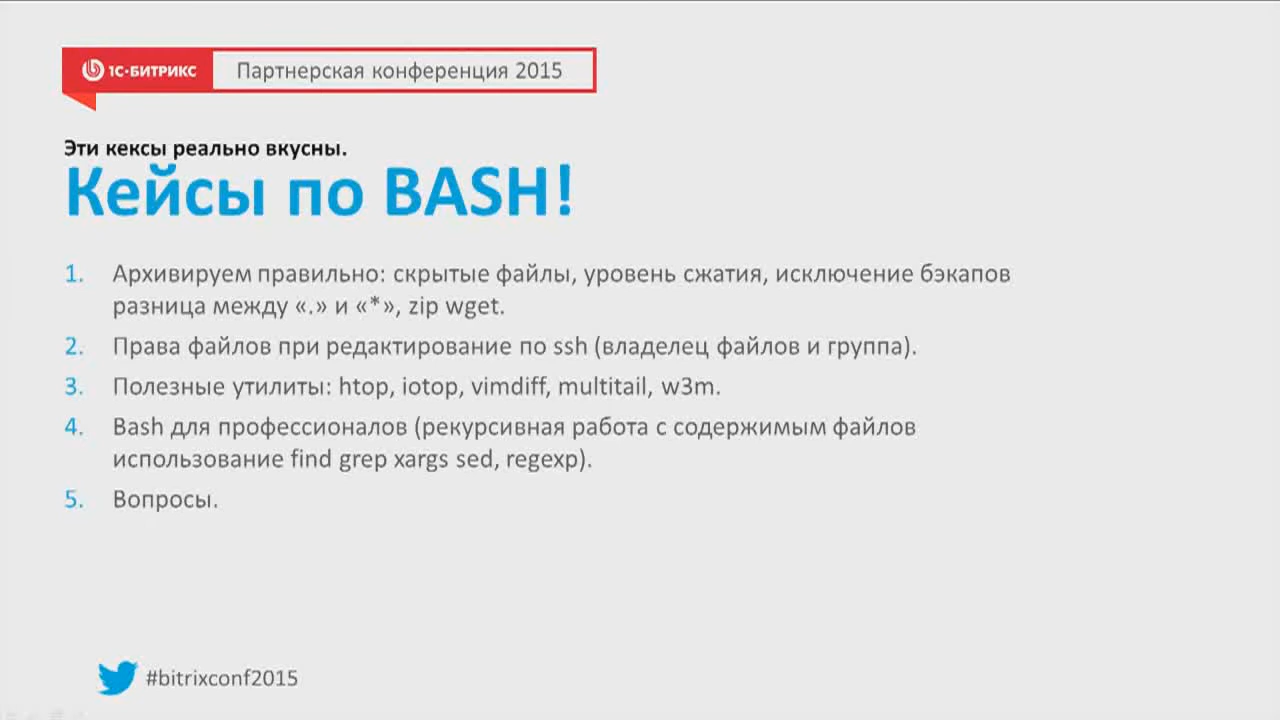 1С-БИТРИКС Партнерская конференция 2015
Эти кексы реально вкусны.
Кейсы по BASH!
1. Архивируем правильно: скрытые файлы, уровень сжатия, исключение бэкапов
разница между «.» и «*», zip wget.
2. Права файлов при редактирование по ssh (владелец файлов и группа).
3. Полезные утилиты: htop, iotop, vimdiff, multitail, w3m.
4. Bash для профессионалов (рекурсивная работа с содержимым файлов
использование find grep xargs sed, regexp).
5. Вопросы.
#bitrixconf2015